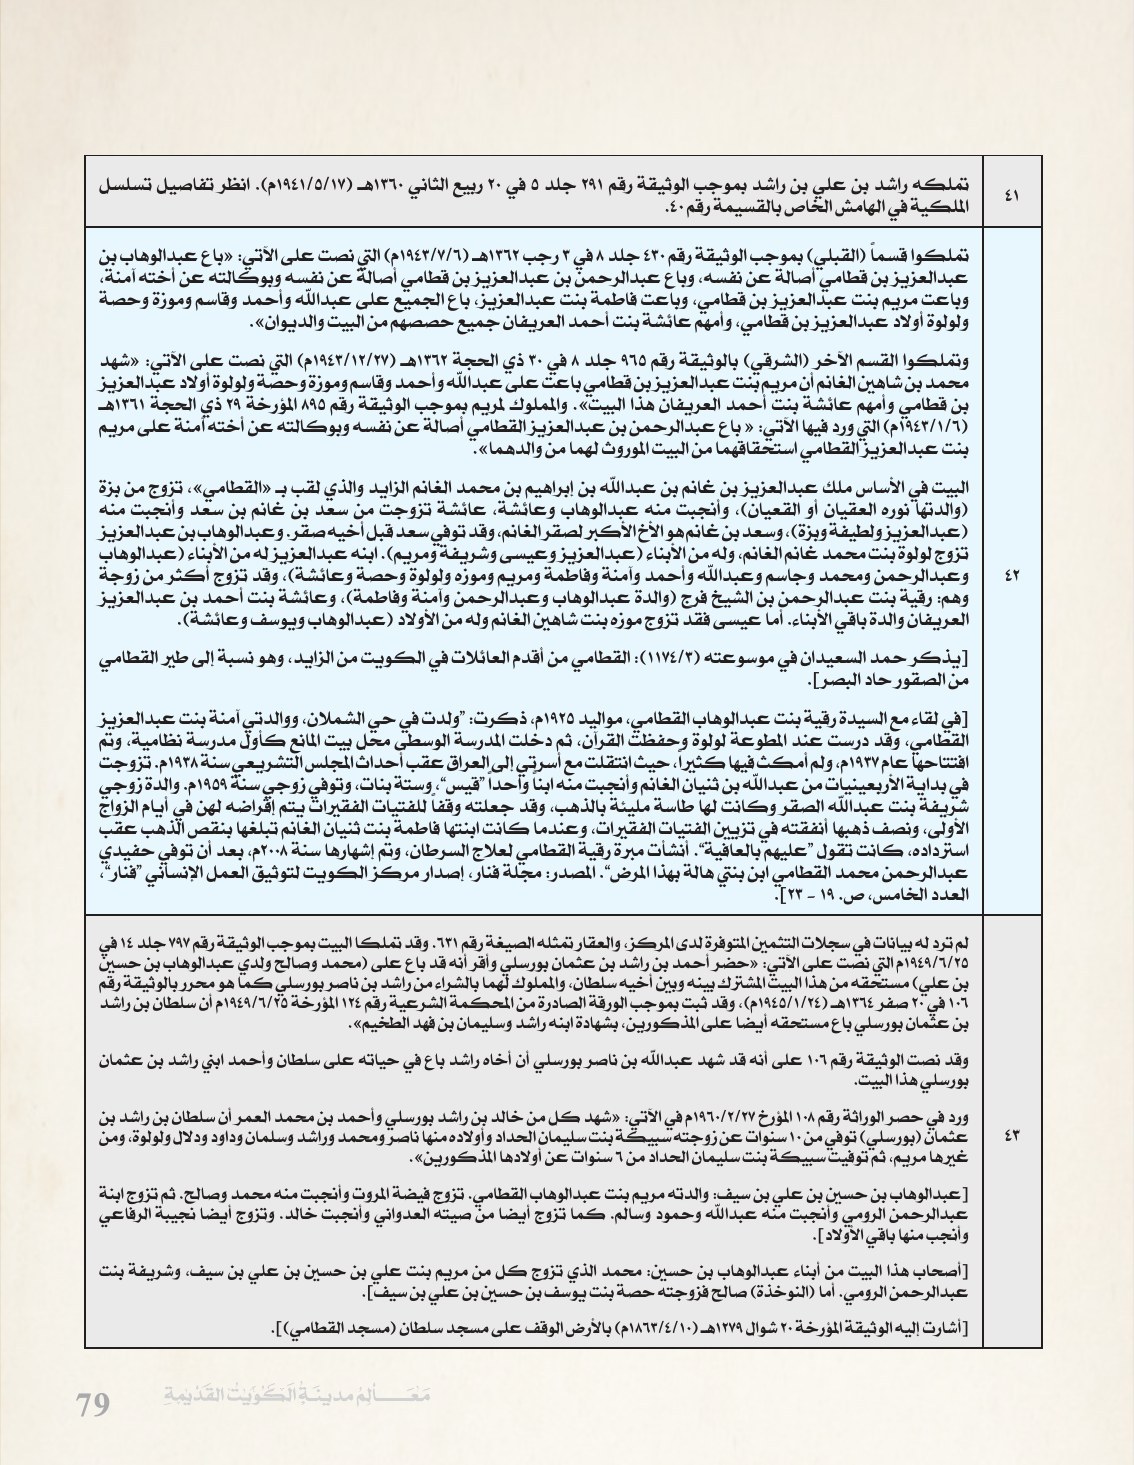 ٤١
تملكه راشد بن علي بن راشد بموجب الوثيقة رقم ٢٩١ جلد ٥ في ٢٠ ربيع الثاني ١٣٦٠هـ (١٩٤١/٥/١٧م). انظر تفاصيل تسلسل
الملكية في الهامش الخاص بالقسيمة رقم ٤٠.
٤٢
تملكوا قسماً (القبلي) بموجب الوثيقة رقم ٤٣٠ جلد ٨ في ٣ رجب ١٣٦٢هـ (١٩٤٣/٧/٦م) التي نصت على الآتي: «باع عبدالوهاب بن
عبدالعزيز بن قطامي أصالة عن نفسه، وباع عبدالرحمن بن عبدالعزيز بن قطامي أصالة عن نفسه وبوكالته عن أخته آمنة،
وباعت مريم بنت عبدالعزيز بن قطامي، وباعت فاطمة بنت عبدالعزيز، باع الجميع على عبدالله وأحمد وقاسم وموزة وحصة
ولولوة أولاد عبدالعزيز بن قطامي، وأمهم عائشة بنت أحمد العريفان جميع حصصهم من البيت والديوان».
وتملكوا القسم الآخر (الشرقي) بالوثيقة رقم ٩٦٥ جلد ٨ في ٣٠ ذي الحجة ١٣٦٢هـ (١٩٤٣/١٢/٢٧م) التي نصت على الآتي: «شهد
محمد بن شاهين الغانم أن مريم بنت عبدالعزيز بن قطامي باعت على عبدالله وأحمد وقاسم وموزة وحصة ولولوة أولاد عبدالعزيز
بن قطامي وأمهم عائشة بنت أحمد العريفان هذا البيت». والمملوك لمريم بموجب الوثيقة رقم ٨٩٥ المؤرخة ٢٩ ذي الحجة ١٣٦١هـ
(١٩٤٣/١/٦م) التي ورد فيها الآتي: « باع عبدالرحمن بن عبدالعزيز القطامي أصالة عن نفسه وبوكالته عن أخته آمنة على مريم
بنت عبدالعزيز القطامي استحقاقهما من البيت الموروث لهما من والدهما».
البيت في الأساس ملك عبدالعزيز بن غانم بن عبدالله بن إبراهيم بن محمد الغانم الزايد والذي لقب بـ «القطامي»، تزوج من بزة
(والدتها نوره العقيان أو القعيان)، وأنجبت منه عبدالوهاب وعائشة، عائشة تزوجت من سعد بن غانم بن سعد وأنجبت منه
(عبدالعزيز ولطيفة وبزة)، وسعد بن غانم هو الأخ الأكبر لصقر الغانم، وقد توفي سعد قبل أخيه صقر. وعبدالوهاب بن عبدالعزيز
تزوج لولوة بنت محمد غانم الغانم، وله من الأبناء (عبدالعزيز وعيسى وشريفة ومريم). ابنه عبدالعزيز له من الأبناء (عبدالوهاب
وعبدالرحمن ومحمد وجاسم وعبدالله وأحمد وآمنة وفاطمة ومريم وموزه ولولوة وحصة وعائشة)، وقد تزوج أكثر من زوجة
وهم: رقية بنت عبدالرحمن بن الشيخ فرج (والدة عبدالوهاب وعبدالرحمن وآمنة وفاطمة)، وعائشة بنت أحمد بن عبدالعزيز
العريفان والدة باقي الأبناء. أما عيسى فقد تزوج موزه بنت شاهين الغانم وله من الأولاد (عبدالوهاب ويوسف وعائشة).
[يذكر حمد السعيدان في موسوعته (١١٧٤/٣): القطامي من أقدم العائلات في الكويت من الزايد، وهو نسبة إلى طير القطامي
من الصقور حاد البصر].
[في لقاء مع السيدة رقية بنت عبدالوهاب القطامي، مواليد ١٩٢٥م، ذكرت: ”ولدت في حي الشملان، ووالدتي آمنة بنت عبدالعزيز
القطامي، وقد درست عند المطوعة لولوة وحفظت القرآن، ثم دخلت المدرسة الوسطى محل بيت المانع كأول مدرسة نظامية، وتم
افتتاحها عام ١٩٣٧م، ولم أمكث فيها كثيراً، حيث انتقلت مع أسرتي إلى العراق عقب أحداث المجلس التشريعي سنة ١٩٣٨م. تزوجت
في بداية الأربعينيات من عبدالله بن ثنيان الغانم وأنجبت منه ابناً واحداً ”قيس“، وستة بنات، وتوفي زوجي سنة ١٩٥٩م. والدة زوجي
شريفة بنت عبدالله الصقر وكانت لها طاسة مليئة بالذهب، وقد جعلته وقفاً للفتيات الفقيرات يتم إقراضه لهن في أيام الزواج
الأولى، ونصف ذهبها أنفقته في تزيين الفتيات الفقيرات، وعندما كانت ابنتها فاطمة بنت ثنيان الغانم تبلغها بنقص الذهب عقب
استرداده، كانت تقول ”عليهم بالعافية“. أنشأت مبرة رقية القطامي لعلاج السرطان، وتم إشهارها سنة ٢٠٠٨م، بعد أن توفي حفيدي
عبدالرحمن محمد القطامي ابن بنتي هالة بهذا المرض“. المصدر: مجلة فنار، إصدار مركز الكويت لتوثيق العمل الإنساني ”فنار“،
العدد الخامس، ص. ١٩ - ٢٣].
٤٣
لم ترد له بيانات في سجلات التثمين المتوفرة لدى المركز، والعقار تمثله الصيغة رقم ٦٣١. وقد تملكا البيت بموجب الوثيقة رقم ٧٩٧ جلد ١٤ في
١٩٤٩/٦/٢٥م التي نصت على الآتي: «حضر أحمد بن راشد بن عثمان بورسلي وأقر أنه قد باع على (محمد وصالح ولدي عبدالوهاب بن حسين
بن علي) مستحقه من هذا البيت المشترك بينه وبين أخيه سلطان، والمملوك لهما بالشراء من راشد بن ناصر بورسلي كما هو محرر بالوثيقة رقم
١٠٦ في ٢٠ صفر ١٣٦٤هـ (١٩٤٥/١/٢٤م)، وقد ثبت بموجب الورقة الصادرة من المحكمة الشرعية رقم ١٢٤ المؤرخة ١٩٤٩/٦/٢٥م أن سلطان بن راشد
بن عثمان بورسلي باع مستحقه أيضا على المذكورين، بشهادة ابنه راشد وسليمان بن فهد الطخيم».
وقد نصت الوثيقة رقم ١٠٦ على أنه قد شهد عبدالله بن ناصر بورسلي أن أخاه راشد باع في حياته على سلطان وأحمد ابني راشد بن عثمان
بورسلي هذا البيت.
ورد في حصر الوراثة رقم ١٠٨ المؤرخ ١٩٦٠/٢/٢٧م في الآتي: «شهد كل من خالد بن راشد بورسلي وأحمد بن محمد العمر أن سلطان بن راشد بن
عثمان (بورسلي) توفي من ١٠ سنوات عن زوجته سبيكة بنت سليمان الحداد وأولاده منها ناصر ومحمد وراشد وسلمان وداود ودلال ولولوة، ومن
غيرها مريم، ثم توفيت سبيكة بنت سليمان الحداد من ٦ سنوات عن أولادها المذكورين».
[عبدالوهاب بن حسين بن علي بن سيف: والدته مريم بنت عبدالوهاب القطامي. تزوج فيضة المروت وأنجبت منه محمد وصالح. ثم تزوج ابنة
عبدالرحمن الرومي وأنجبت منه عبدالله وحمود وسالم. كما تزوج أيضا من صيته العدواني وأنجبت خالد. وتزوج أيضا نجيبة الرفاعي
وأنجب منها باقي الأولاد].
[أصحاب هذا البيت من أبناء عبدالوهاب بن حسين: محمد الذي تزوج كل من مريم بنت علي بن حسين بن علي بن سيف، وشريفة بنت
عبدالرحمن الرومي. أما (النوخذة) صالح فزوجته حصة بنت يوسف بن حسين بن علي بن سيف].
[أشارت إليه الوثيقة المؤرخة ٢٠ شوال ١٢٧٩هـ (١٨٦٣/٤/١٠م) بالأرض الوقف على مسجد سلطان (مسجد القطامي)].
معالم مدينة الكويت القديمة
79